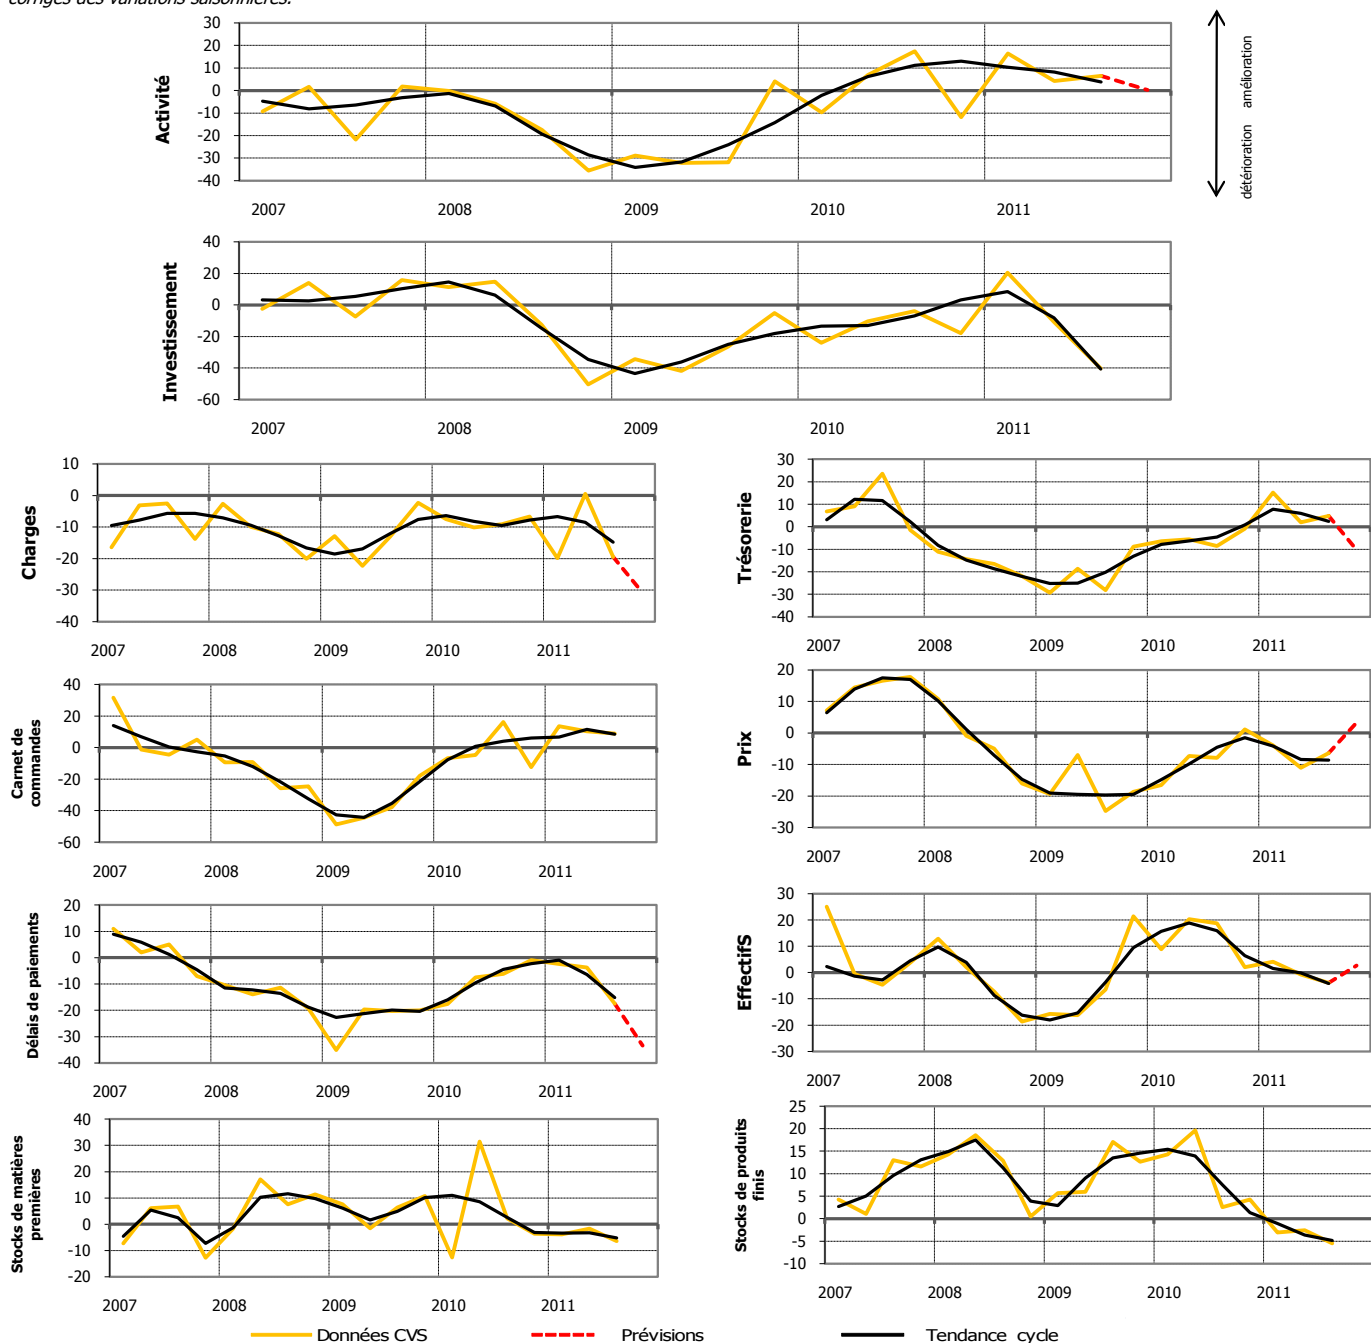 corrigés des variations saisonnières.
30
20
10
0
-10
-20
-30
-40
Activité
2007 2008 2009 2010 2011
détérioration amélioration
40
20
0
-20
-40
-60
Investissement
2007 2008 2009 2010 2011
10
0
-10
-20
-30
-40
Charges
2007 2008 2009 2010 2011
30
20
10
0
-10
-20
-30
-40
Trésorerie
2007 2008 2009 2010 2011
40
20
0
-20
-40
-60
Carnet de
commandes
2007 2008 2009 2010 2011
20
10
0
-10
-20
-30
Prix
2007 2008 2009 2010 2011
20
10
0
-10
-20
-30
-40
Délais de paiements
2007 2008 2009 2010 2011
30
20
10
0
-10
-20
-30
EffectifS
2007 2008 2009 2010 2011
40
30
20
10
0
-10
-20
Stocks de matières
premières
2007 2008 2009 2010 2011
25
20
15
10
5
0
-5
-10
Stocks de produits
finis
2007 2008 2009 2010 2011
Données CVS Prévisions Tendance cycle